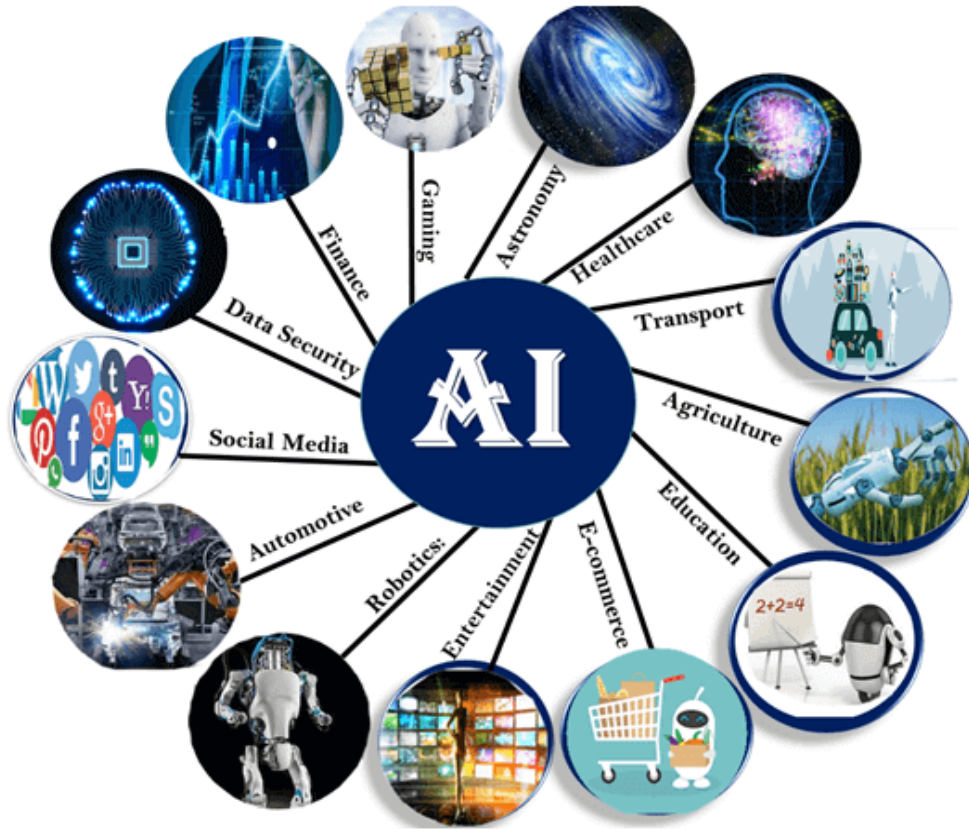 Gaming
Astronomy
Healthcare
Transport
Agriculture
Education
E-commerce
Entertainment
Robotics:
Automotive
Social Media
Data Security
Finance
AI
2+2=4
W
t
Y!
S
f
g+
in